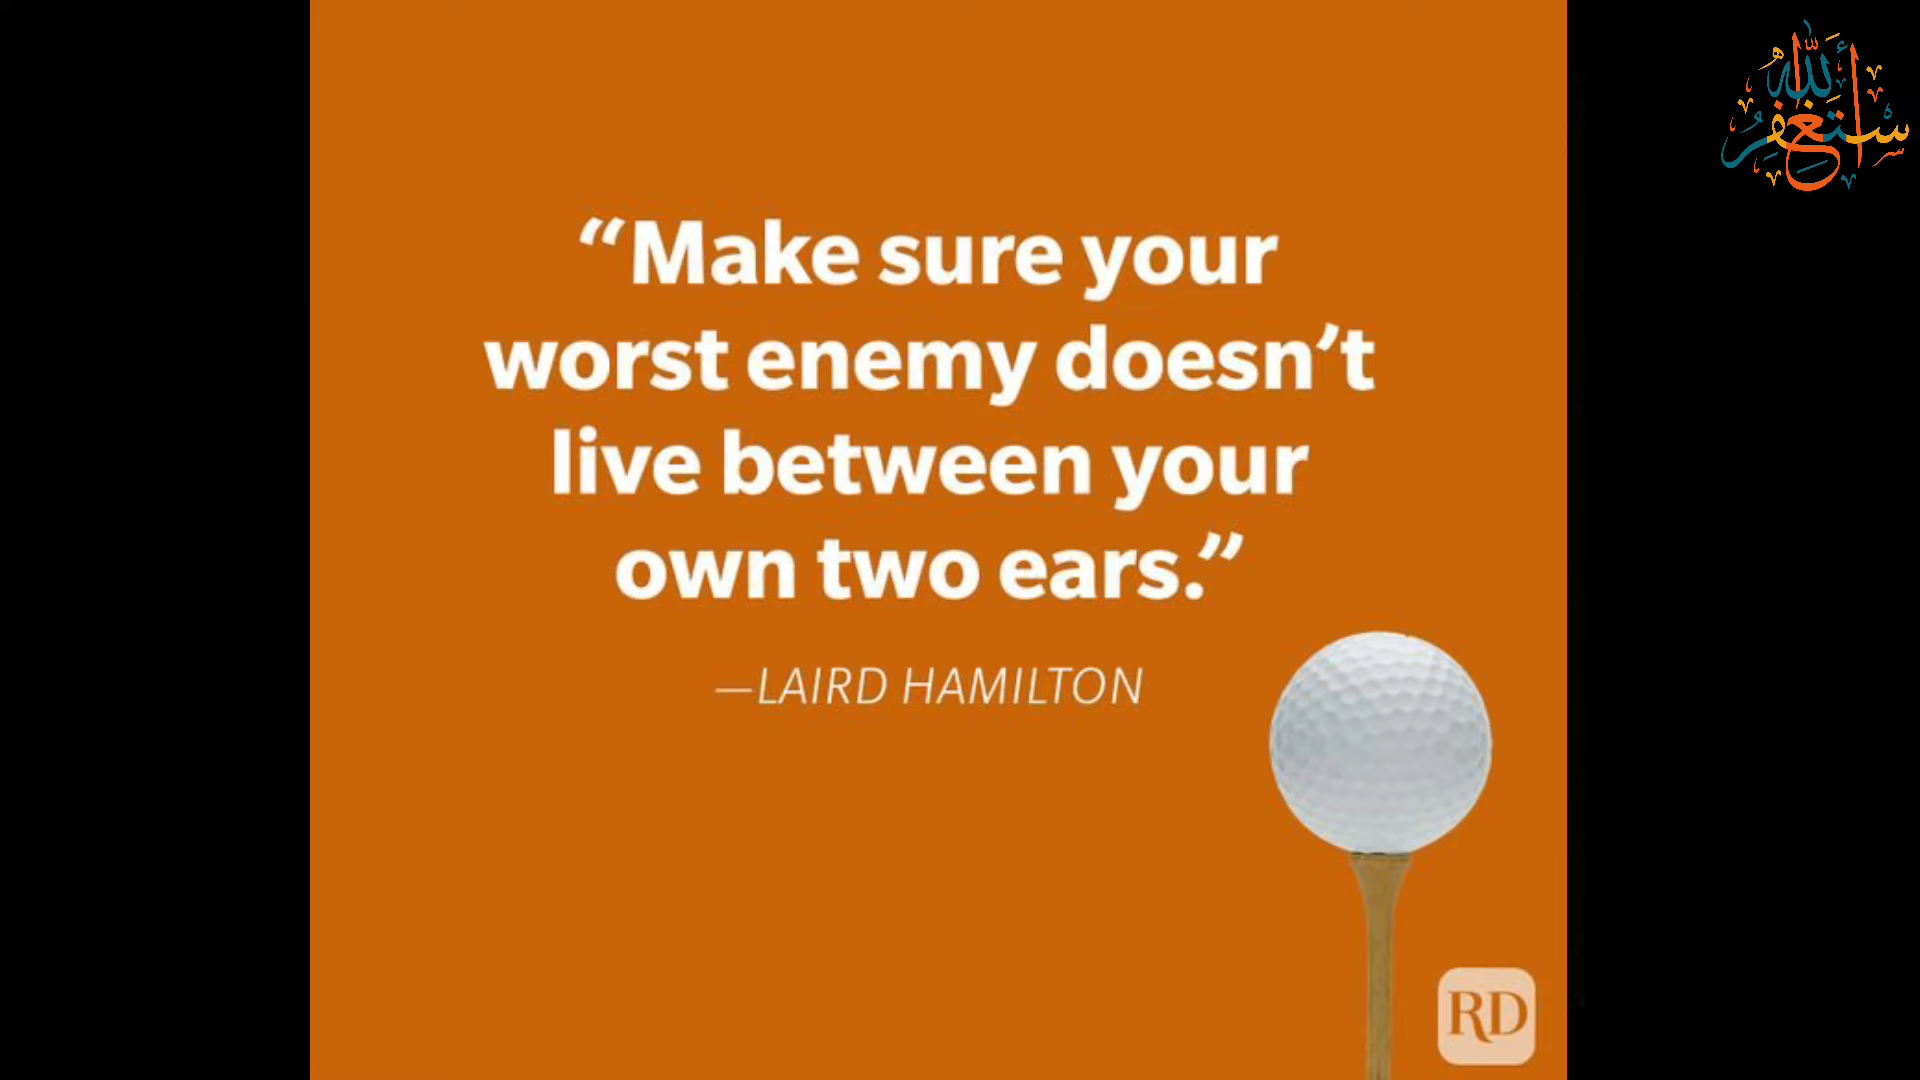 “Make sure your
worst enemy doesn’t
live between your
own two ears.”
—LAIRD HAMILTON
RD
أستغفر الله